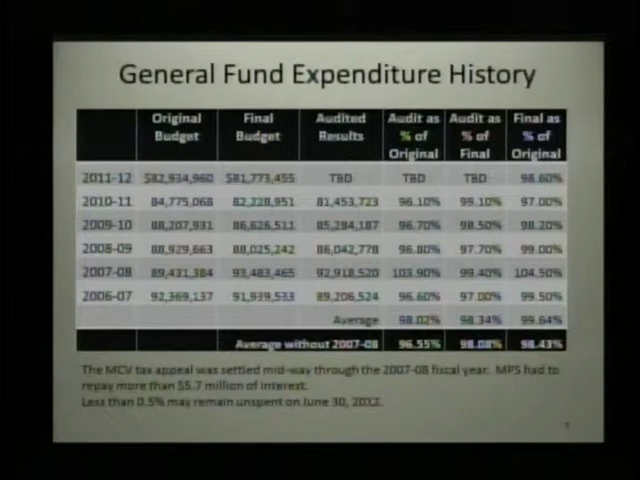 General Fund Expenditure History
Original Budget Final Budget Audited Results Audit as % of Original Audit as % of Final Final as % of Original
2011-12 $82,934,960 $81,773,455 TBD TBD TBD 98.60%
2010-11 84,775,068 82,228,951 81,453,723 96.10% 99.10% 97.00%
2009-10 88,207,931 86,626,511 85,284,187 96.70% 98.50% 98.20%
2008-09 88,929,663 88,025,242 86,042,778 96.80% 97.70% 99.00%
2007-08 89,431,384 93,483,465 92,918,520 103.90% 99.40% 104.50%
2006-07 92,369,137 91,939,533 89,206,524 96.60% 97.00% 99.50%
Average 98.02% 98.34% 99.64%
Average without 2007-08 96.55% 98.08% 98.43%
The MCV tax appeal was settled mid-way through the 2007-08 fiscal year. MPS had to
repay more than $5.7 million of interest.
Less than 0.5% may remain unspent on June 30, 2012.